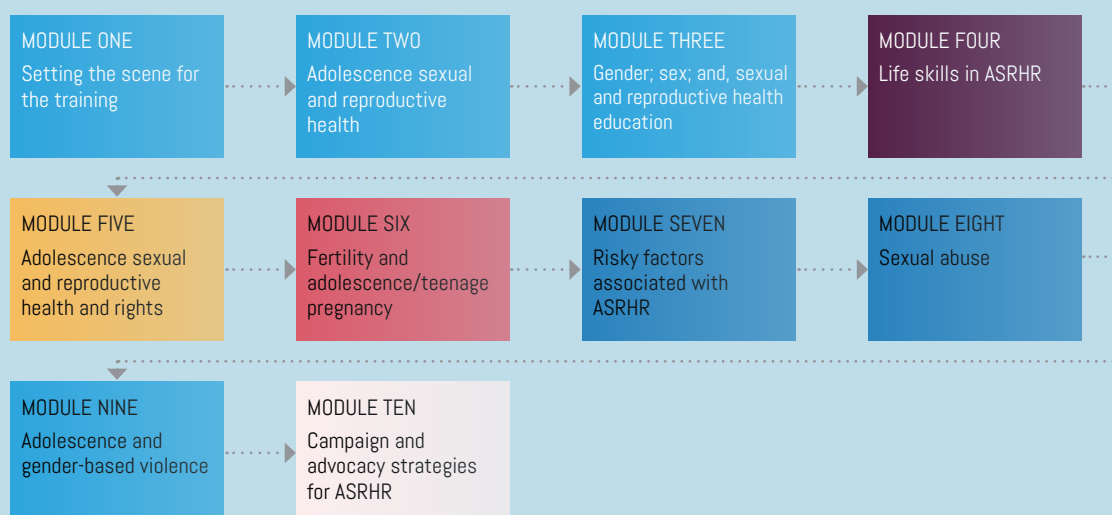 MODULE ONE
Setting the scene for
the training
MODULE TWO
Adolescence sexual
and reproductive
health
MODULE THREE
Gender; sex; and, sexual
and reproductive health
education
MODULE FOUR
Life skills in ASRHR
MODULE FIVE
Adolescence sexual
and reproductive
health and rights
MODULE SIX
Fertility and
adolescence/teenage
pregnancy
MODULE SEVEN
Risky factors
associated with
ASRHR
MODULE EIGHT
Sexual abuse
MODULE NINE
Adolescence and
gender-based violence
MODULE TEN
Campaign and
advocacy strategies
for ASRHR